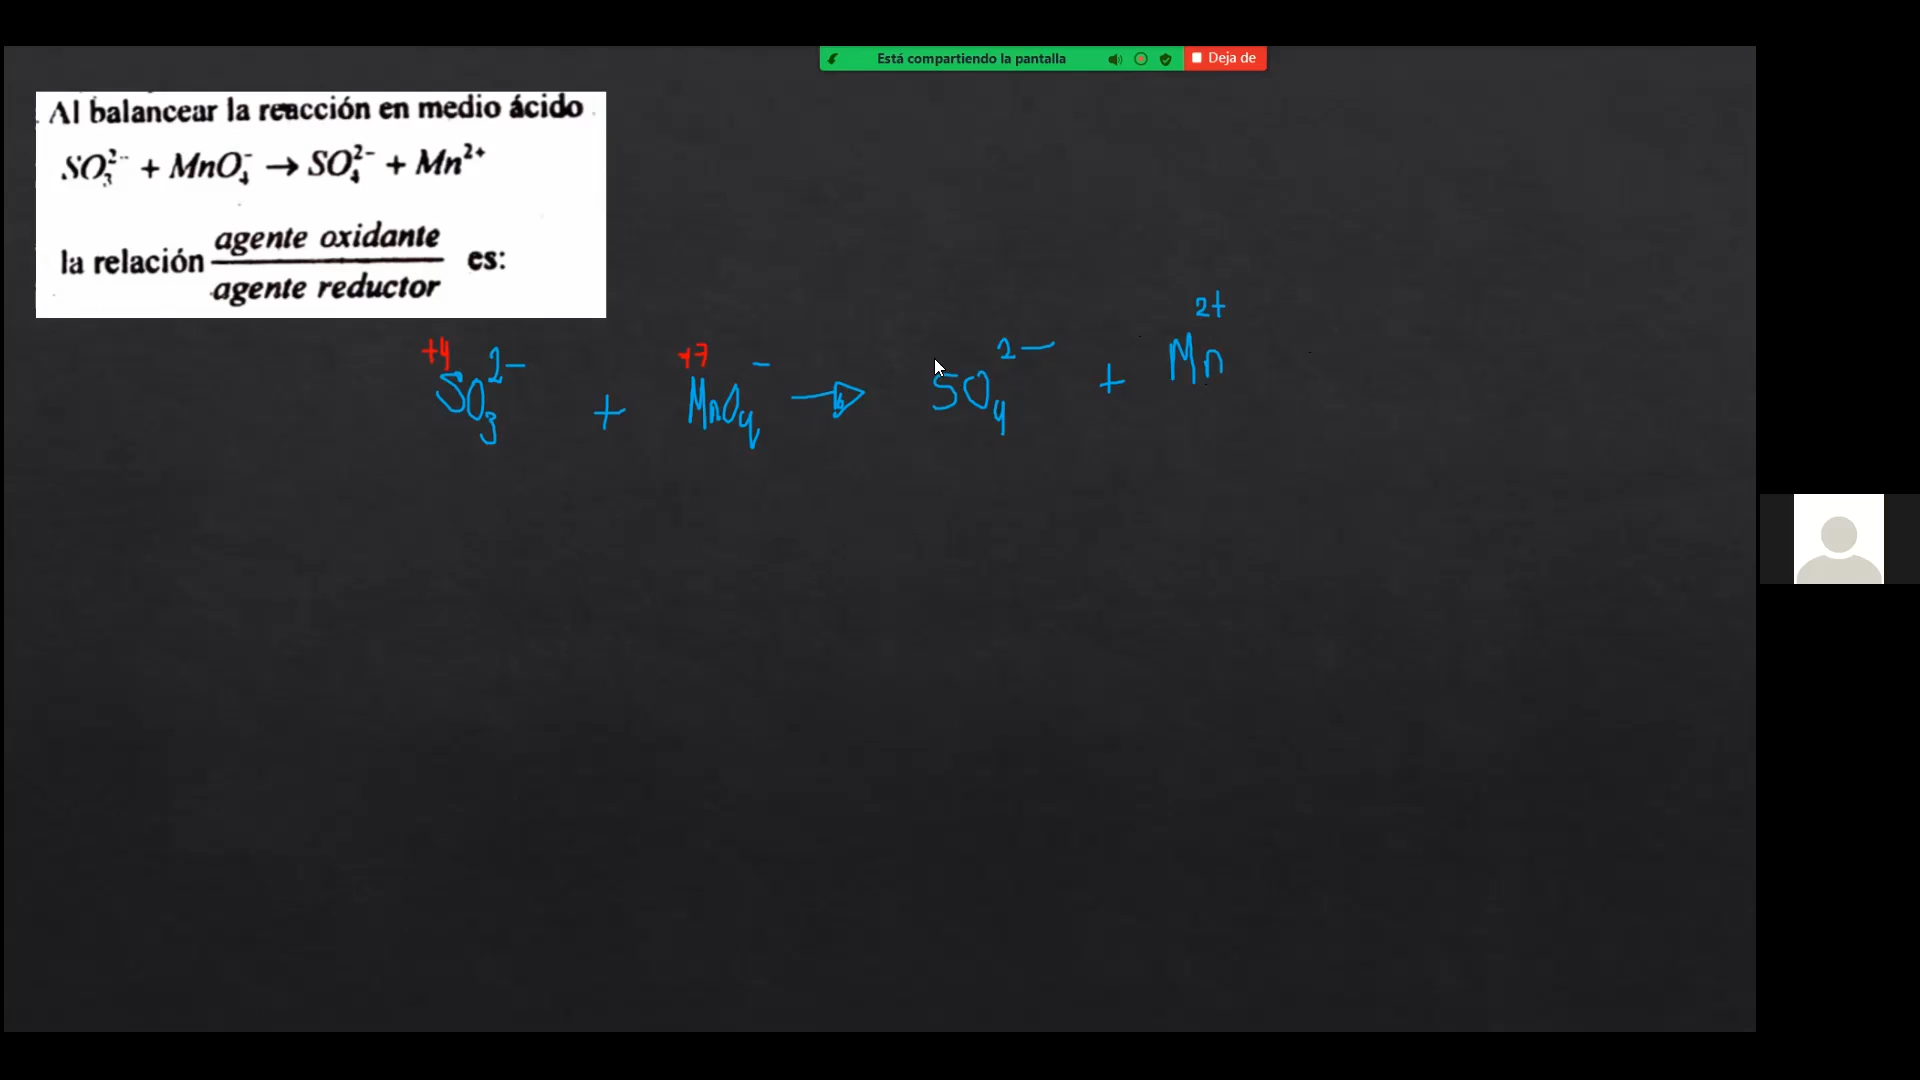 Está compartiendo la pantalla
Deja de
Al balancear la reacción en medio ácido
SO₃²⁻ + MnO₄⁻ → SO₄²⁻ + Mn²⁺
la relación agente oxidante / agente reductor es:
+4 +7
SO₃²⁻ + MnO₄⁻ → SO₄²⁻ + Mn²⁺